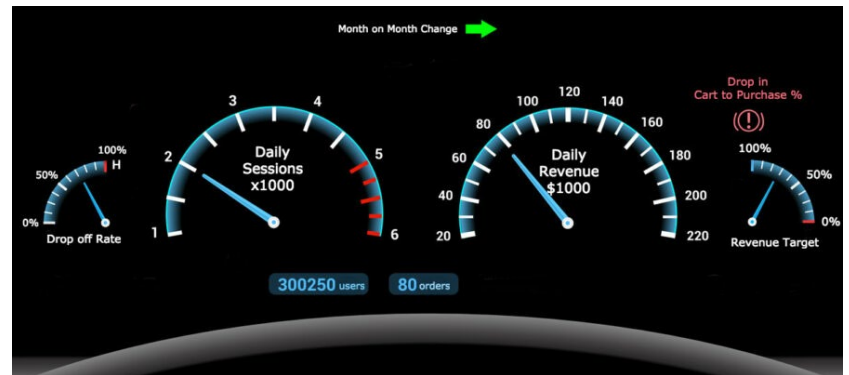 Month on Month Change
Drop in
Cart to Purchase %
100%
H
50%
0%
Drop off Rate
1
2
3
4
5
6
Daily
Sessions
x1000
20
40
60
80
100
120
140
160
180
200
220
Daily
Revenue
$1000
100%
50%
0%
Revenue Target
300250 users
80 orders